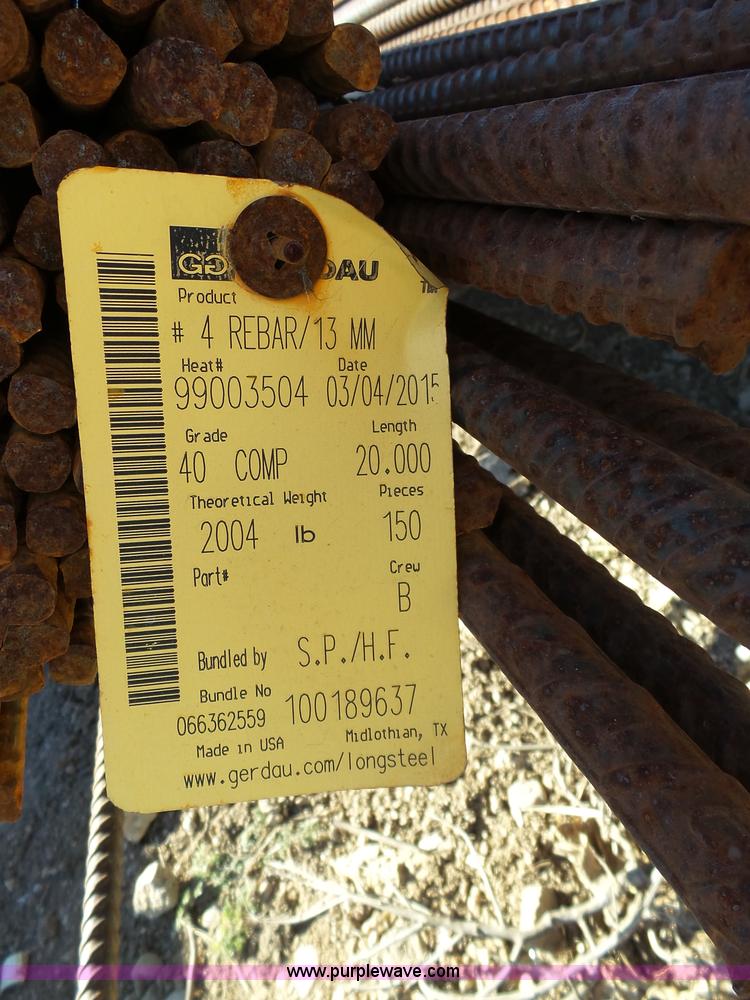 GG DAU
Product
# 4 REBAR/13 MM
Heat# Date
99003504 03/04/2015
Grade Length
40 COMP 20.000
Theoretical Weight Pieces
2004 lb 150
Part# Crew
B
Bundled by S.P./H.F.
Bundle No
066362559 100189637
Made in USA Midlothian, TX
www.gerdau.com/longsteel
www.purplewave.com